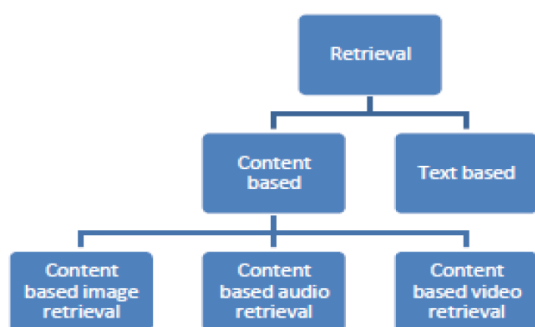 Retrieval
Content
based
Text based
Content
based image
retrieval
Content
based audio
retrieval
Content
based video
retrieval